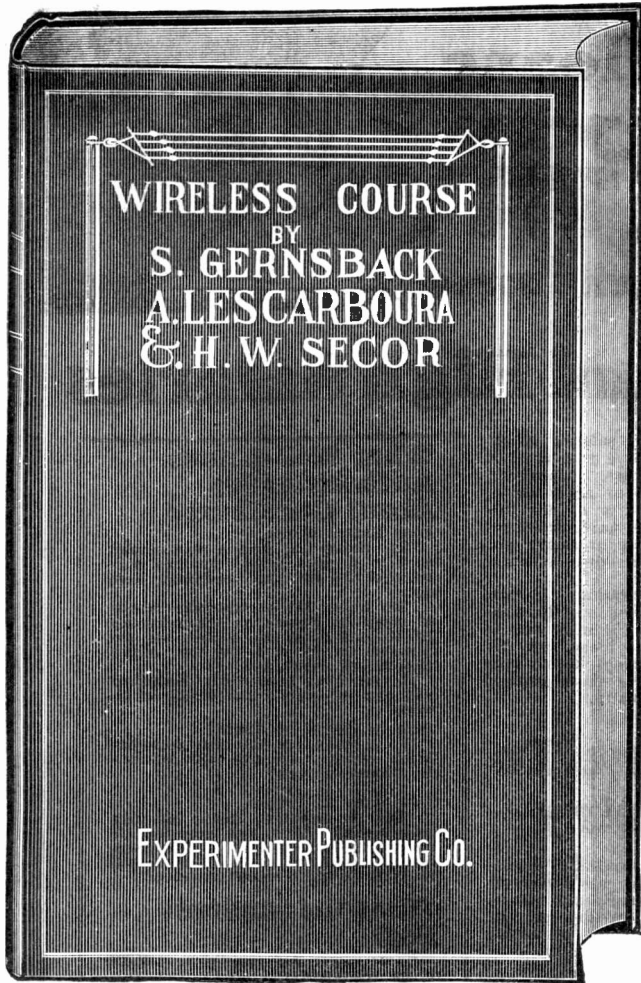 WIRELESS COURSE
BY
S. GERNSBACK
A. LESCARBOURA
& H. W. SECOR
EXPERIMENTER PUBLISHING CO.